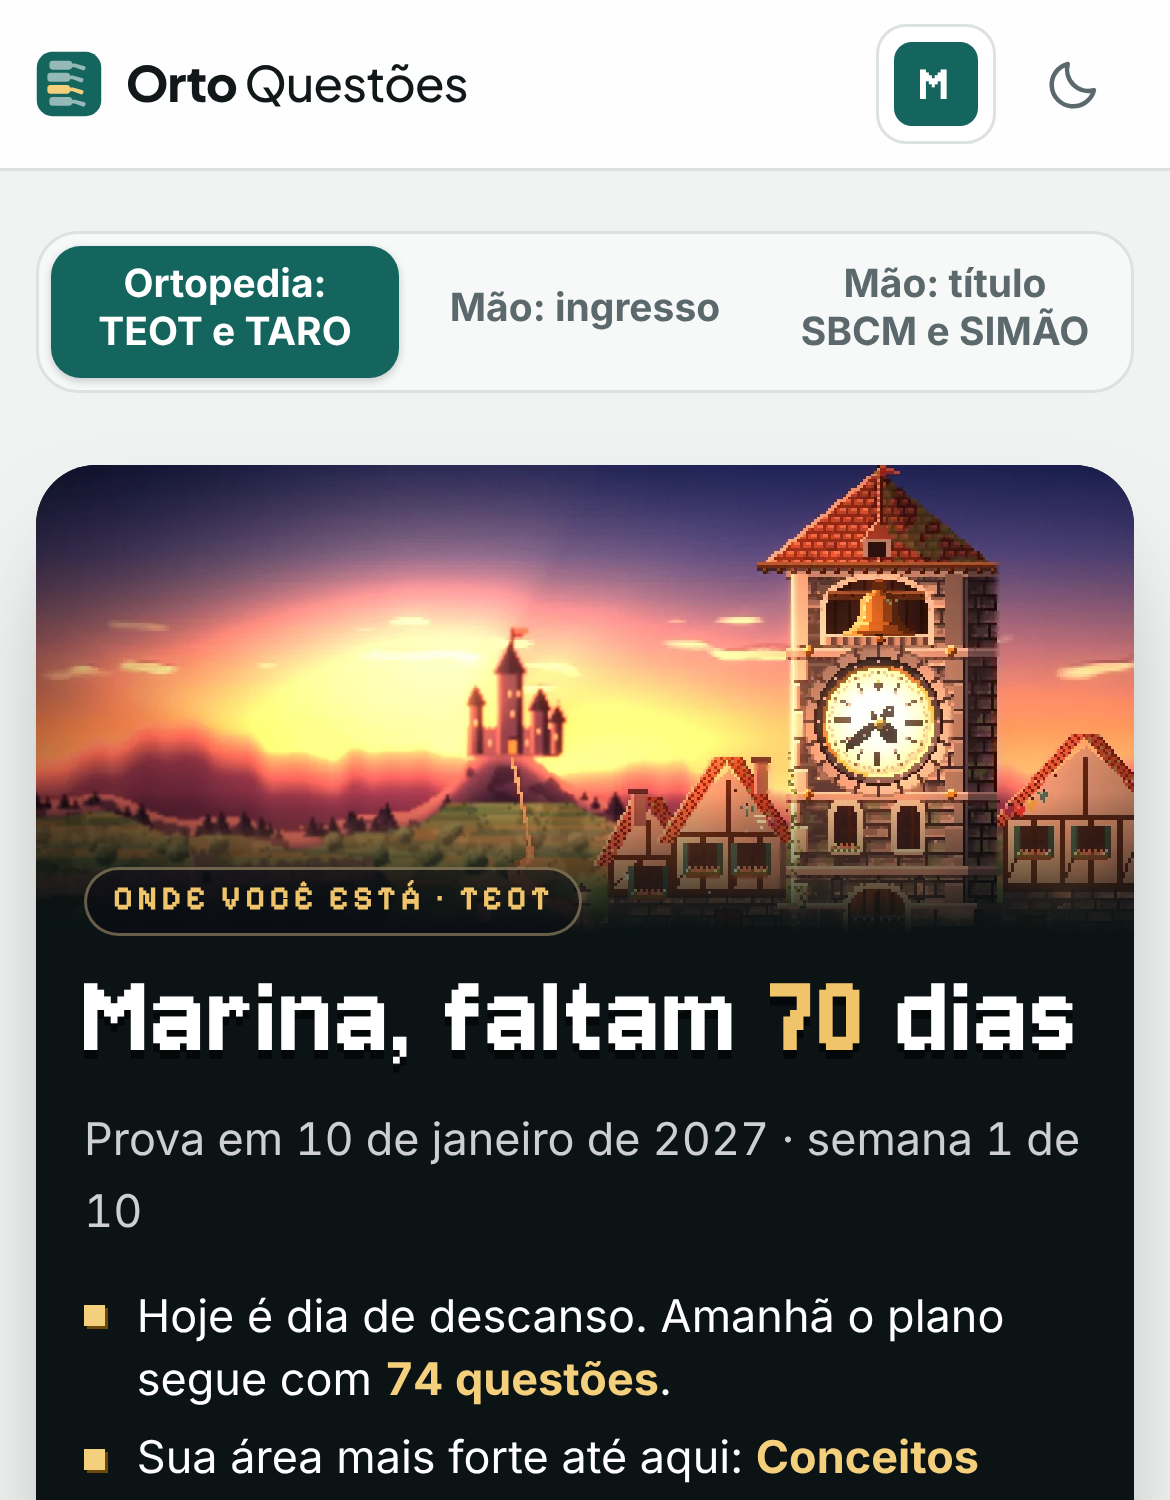 Orto Questões
M
Ortopedia:
TEOT e TARO
Mão: ingresso
Mão: título
SBCM e SIMÃO
ONDE VOCÊ ESTÁ · TEOT
Marina, faltam 70 dias
Prova em 10 de janeiro de 2027 · semana 1 de
10
Hoje é dia de descanso. Amanhã o plano
segue com 74 questões.
Sua área mais forte até aqui: Conceitos